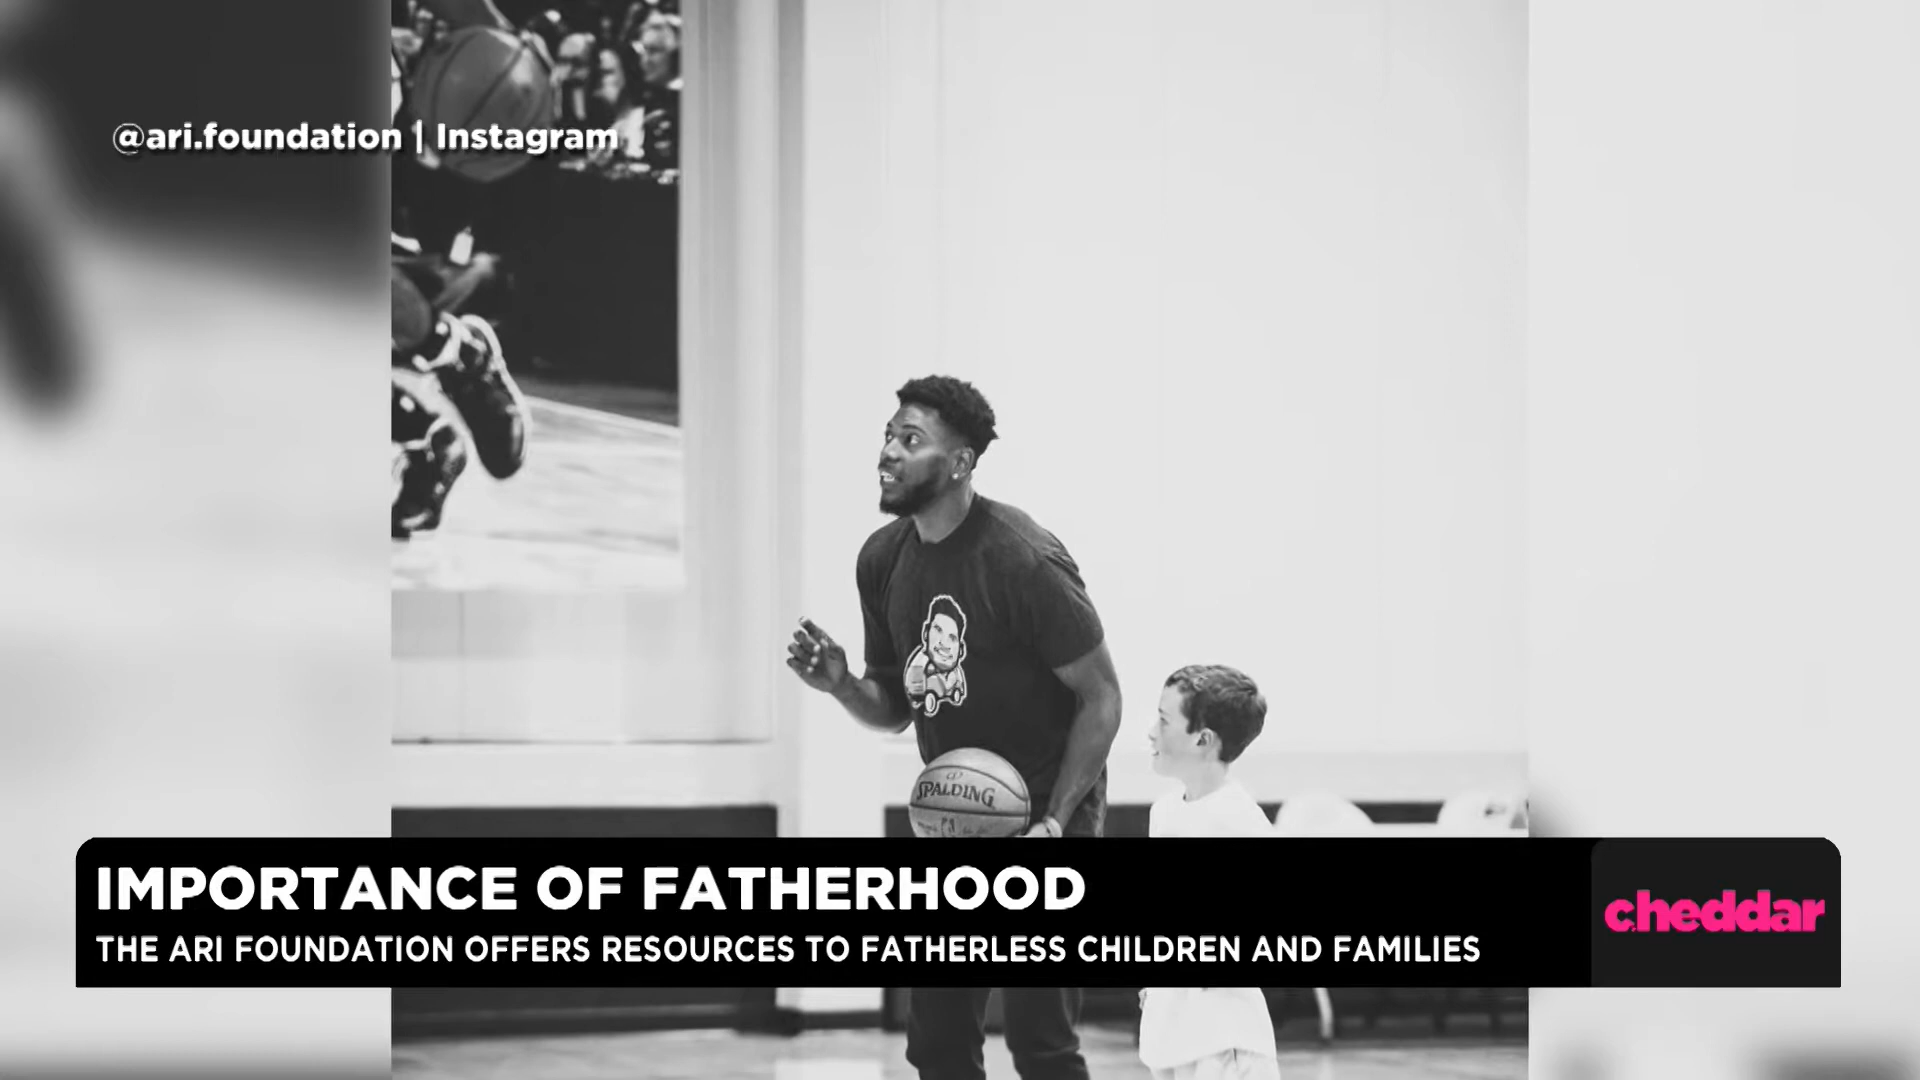 @ari.foundation | Instagram
SPALDING
IMPORTANCE OF FATHERHOOD
THE ARI FOUNDATION OFFERS RESOURCES TO FATHERLESS CHILDREN AND FAMILIES
cheddar